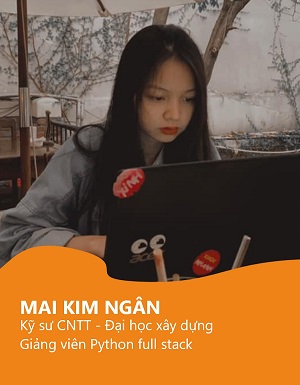 MAI KIM NGÂN
Kỹ sư CNTT - Đại học xây dựng
Giảng viên Python full stack